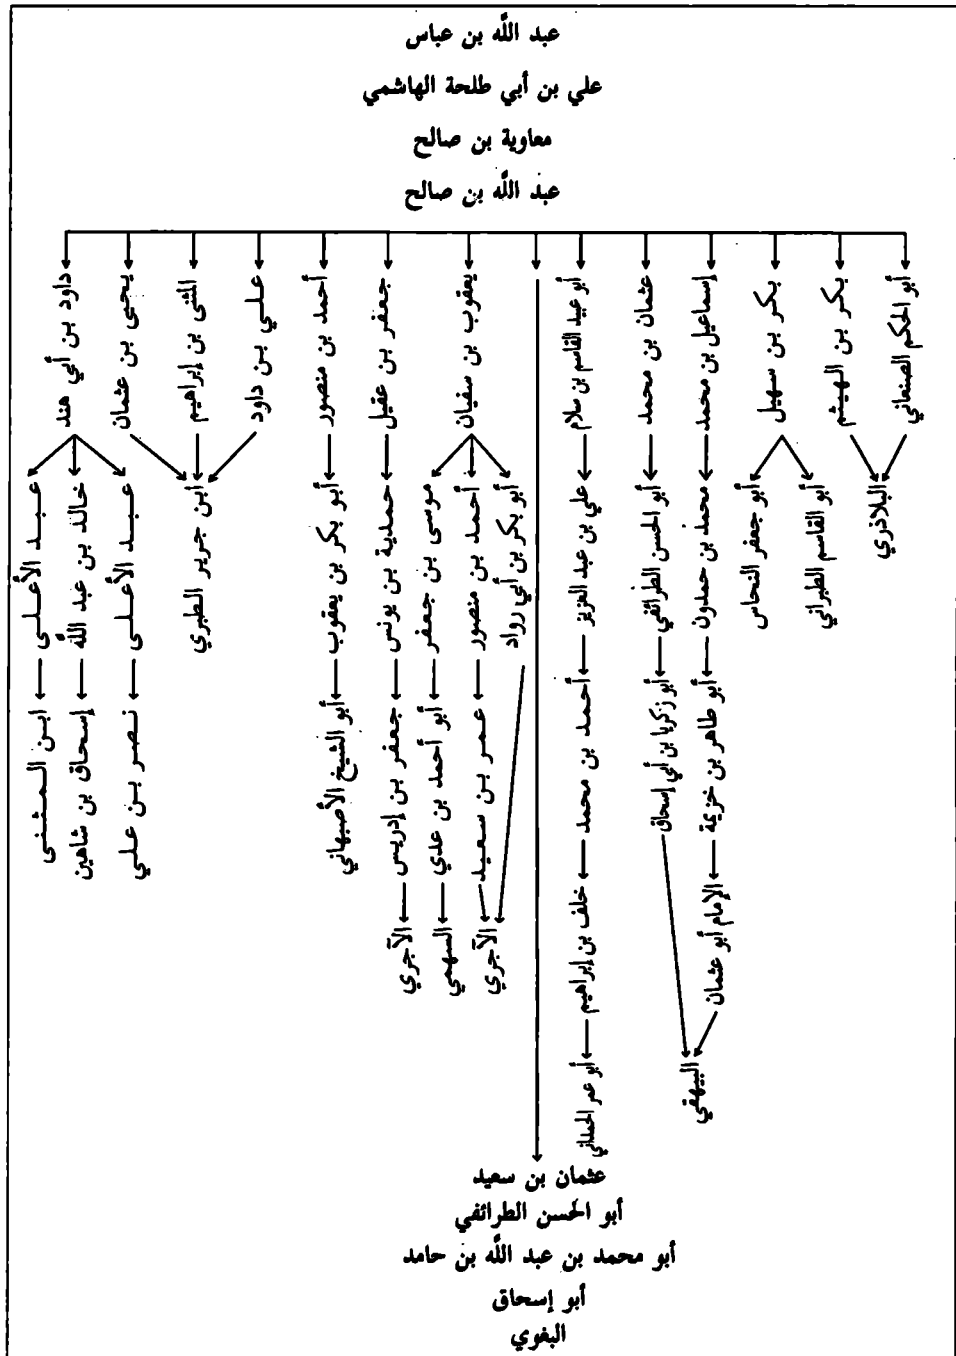 عبد اللَّه بن عباس
علي بن أبي طلحة الهاشمي
معاوية بن صالح
عبد اللَّه بن صالح
أبو الحكم الصنعاني
بكر بن الهيثم
البلاذري
بكر بن سهيل
أبو القاسم الطبراني
أبو جعفر النحاس
إسماعيل بن محمد
محمد بن حمدون
أبو طاهر بن خزيمة
الإمام أبو عثمان
عثمان بن محمد
أبو الحسن الطرائفي
أبو زكريا بن أبي إسحاق
البيهقي
أبو عبيد القاسم بن سلام
علي بن عبد العزيز
أحمد بن محمد
خلف بن إبراهيم
أبو عمر
يعقوب بن سفيان
أبو بكر بن أبي رواد
أحمد بن منصور
عمر بن سعيد
الآجري
موسى بن جعفر
أبو أحمد بن عدي
السهمي
جعفر بن عقيل
حمدية بن يونس
جعفر بن إدريس
الآجري
أحمد بن منصور
أبو بكر بن يعقوب
أبو الشيخ الأصبهاني
علي بن داود
المثنى بن إبراهيم
يحيى بن عثمان
ابن جرير الطبري
داود بن أبي هند
عبد الأعلى
نصر بن علي
خالد بن عبد اللَّه
إسحاق بن شاهين
عبد الأعلى
ابن المثنى
عثمان بن سعيد
أبو الحسن الطرائفي
أبو محمد بن عبد اللَّه بن حامد
أبو إسحاق
البغوي